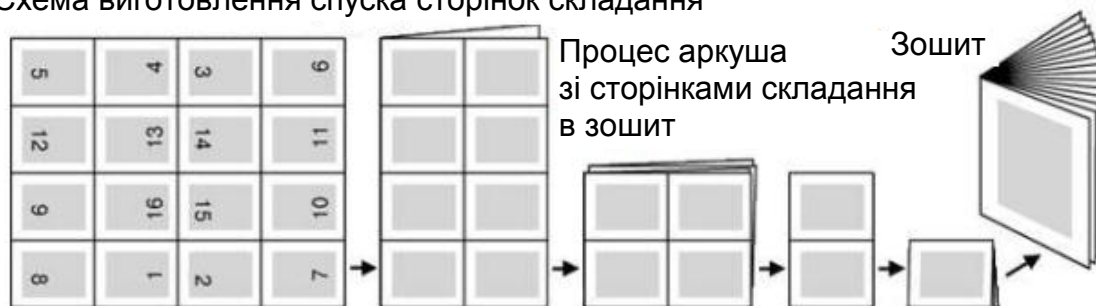 Схема виготовлення спуска сторінок складання
Процес аркуша
зі сторінками складання
в зошит
Зошит
5 4 3 6
12 13 14 11
9 16 15 10
8 1 2 7